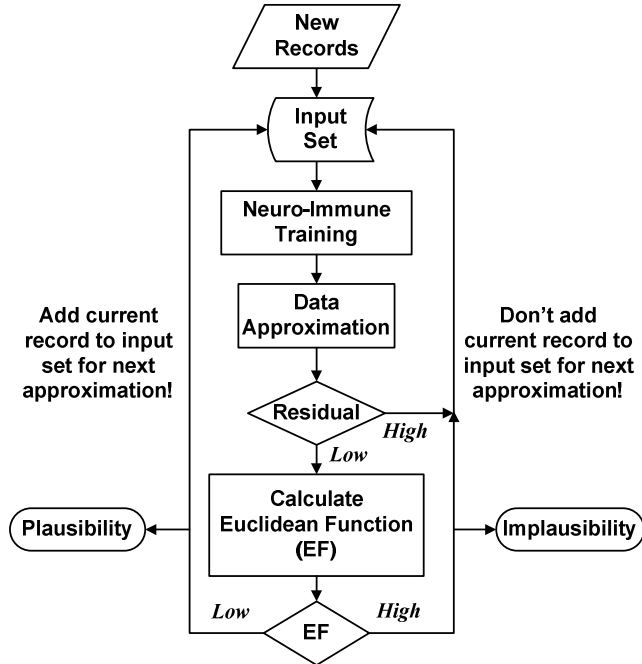 New
Records
Input
Set
Neuro-Immune
Training
Data
Approximation
Add current
record to input
set for next
approximation!
Don't add
current record to
input set for next
approximation!
Residual
High
Low
Calculate
Euclidean Function
(EF)
Plausibility
Implausibility
Low
High
EF